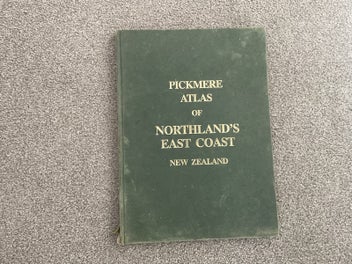 PICKMERE
ATLAS
OF
NORTHLAND'S
EAST COAST
NEW ZEALAND